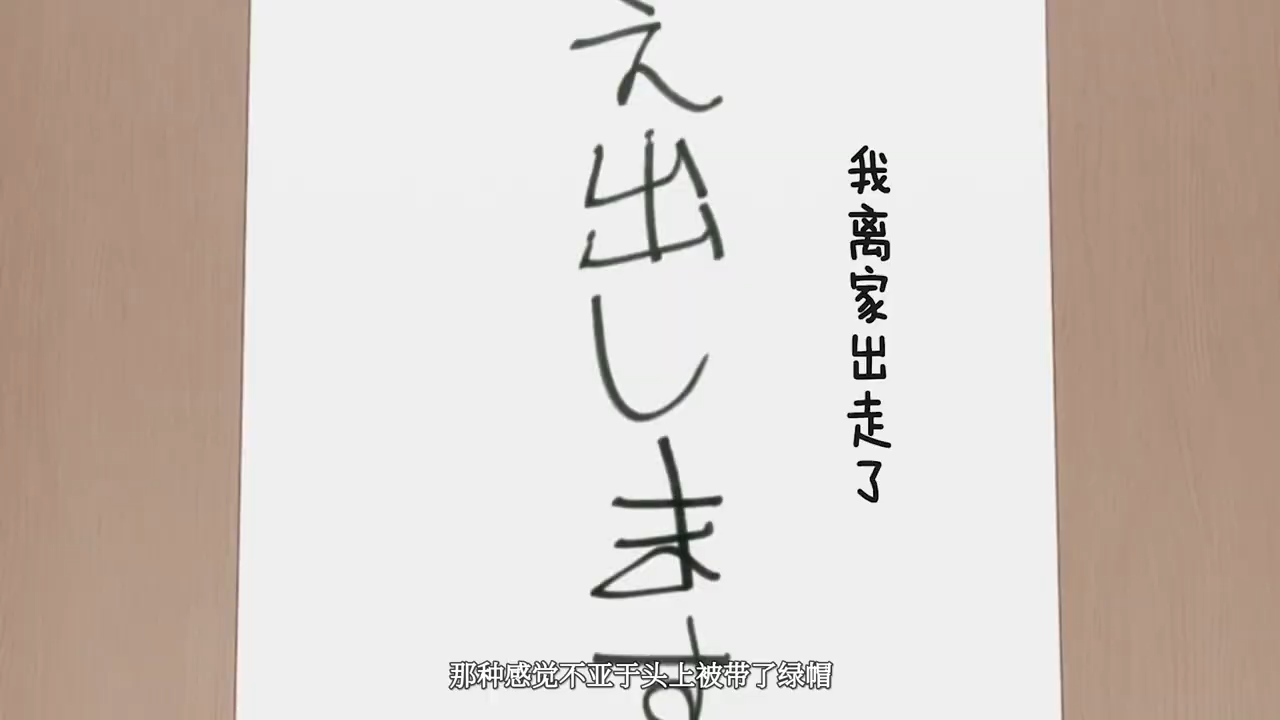 え出します
我离家出走了
那种感觉不亚于头上被带了绿帽